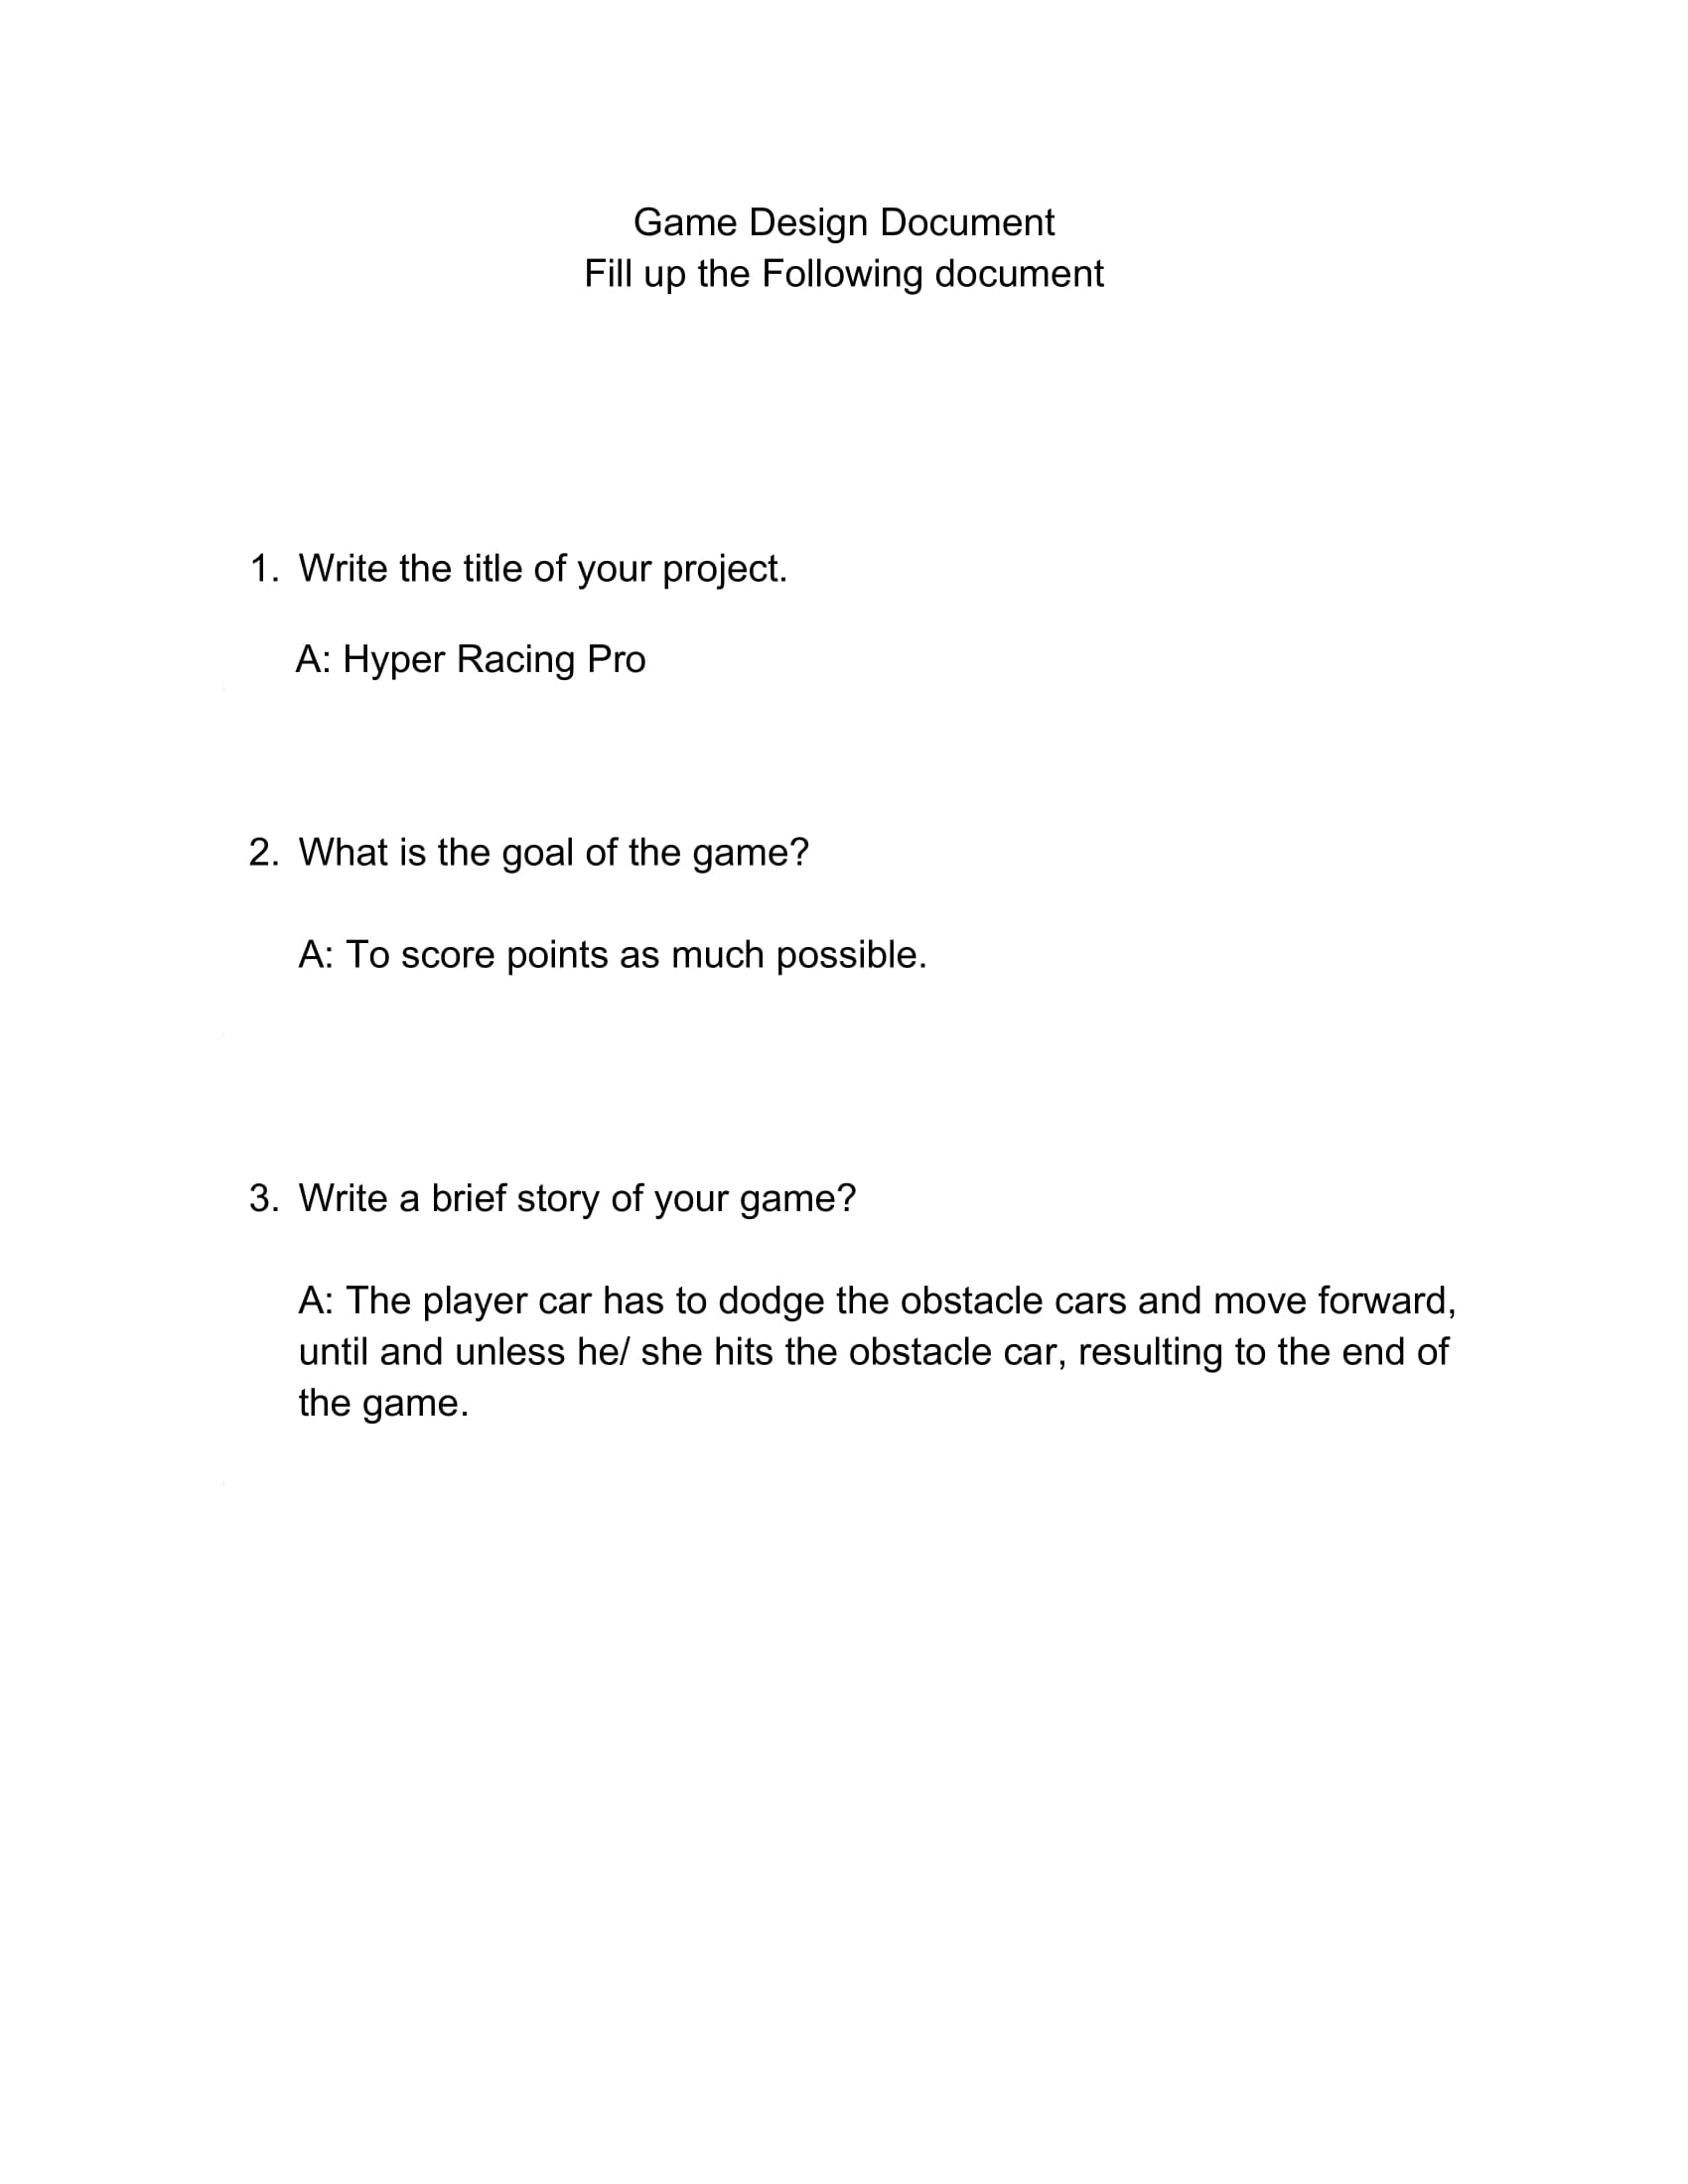 Game Design Document
Fill up the Following document
1. Write the title of your project.
A: Hyper Racing Pro
2. What is the goal of the game?
A: To score points as much possible.
3. Write a brief story of your game?
A: The player car has to dodge the obstacle cars and move forward,
until and unless he/ she hits the obstacle car, resulting to the end of
the game.